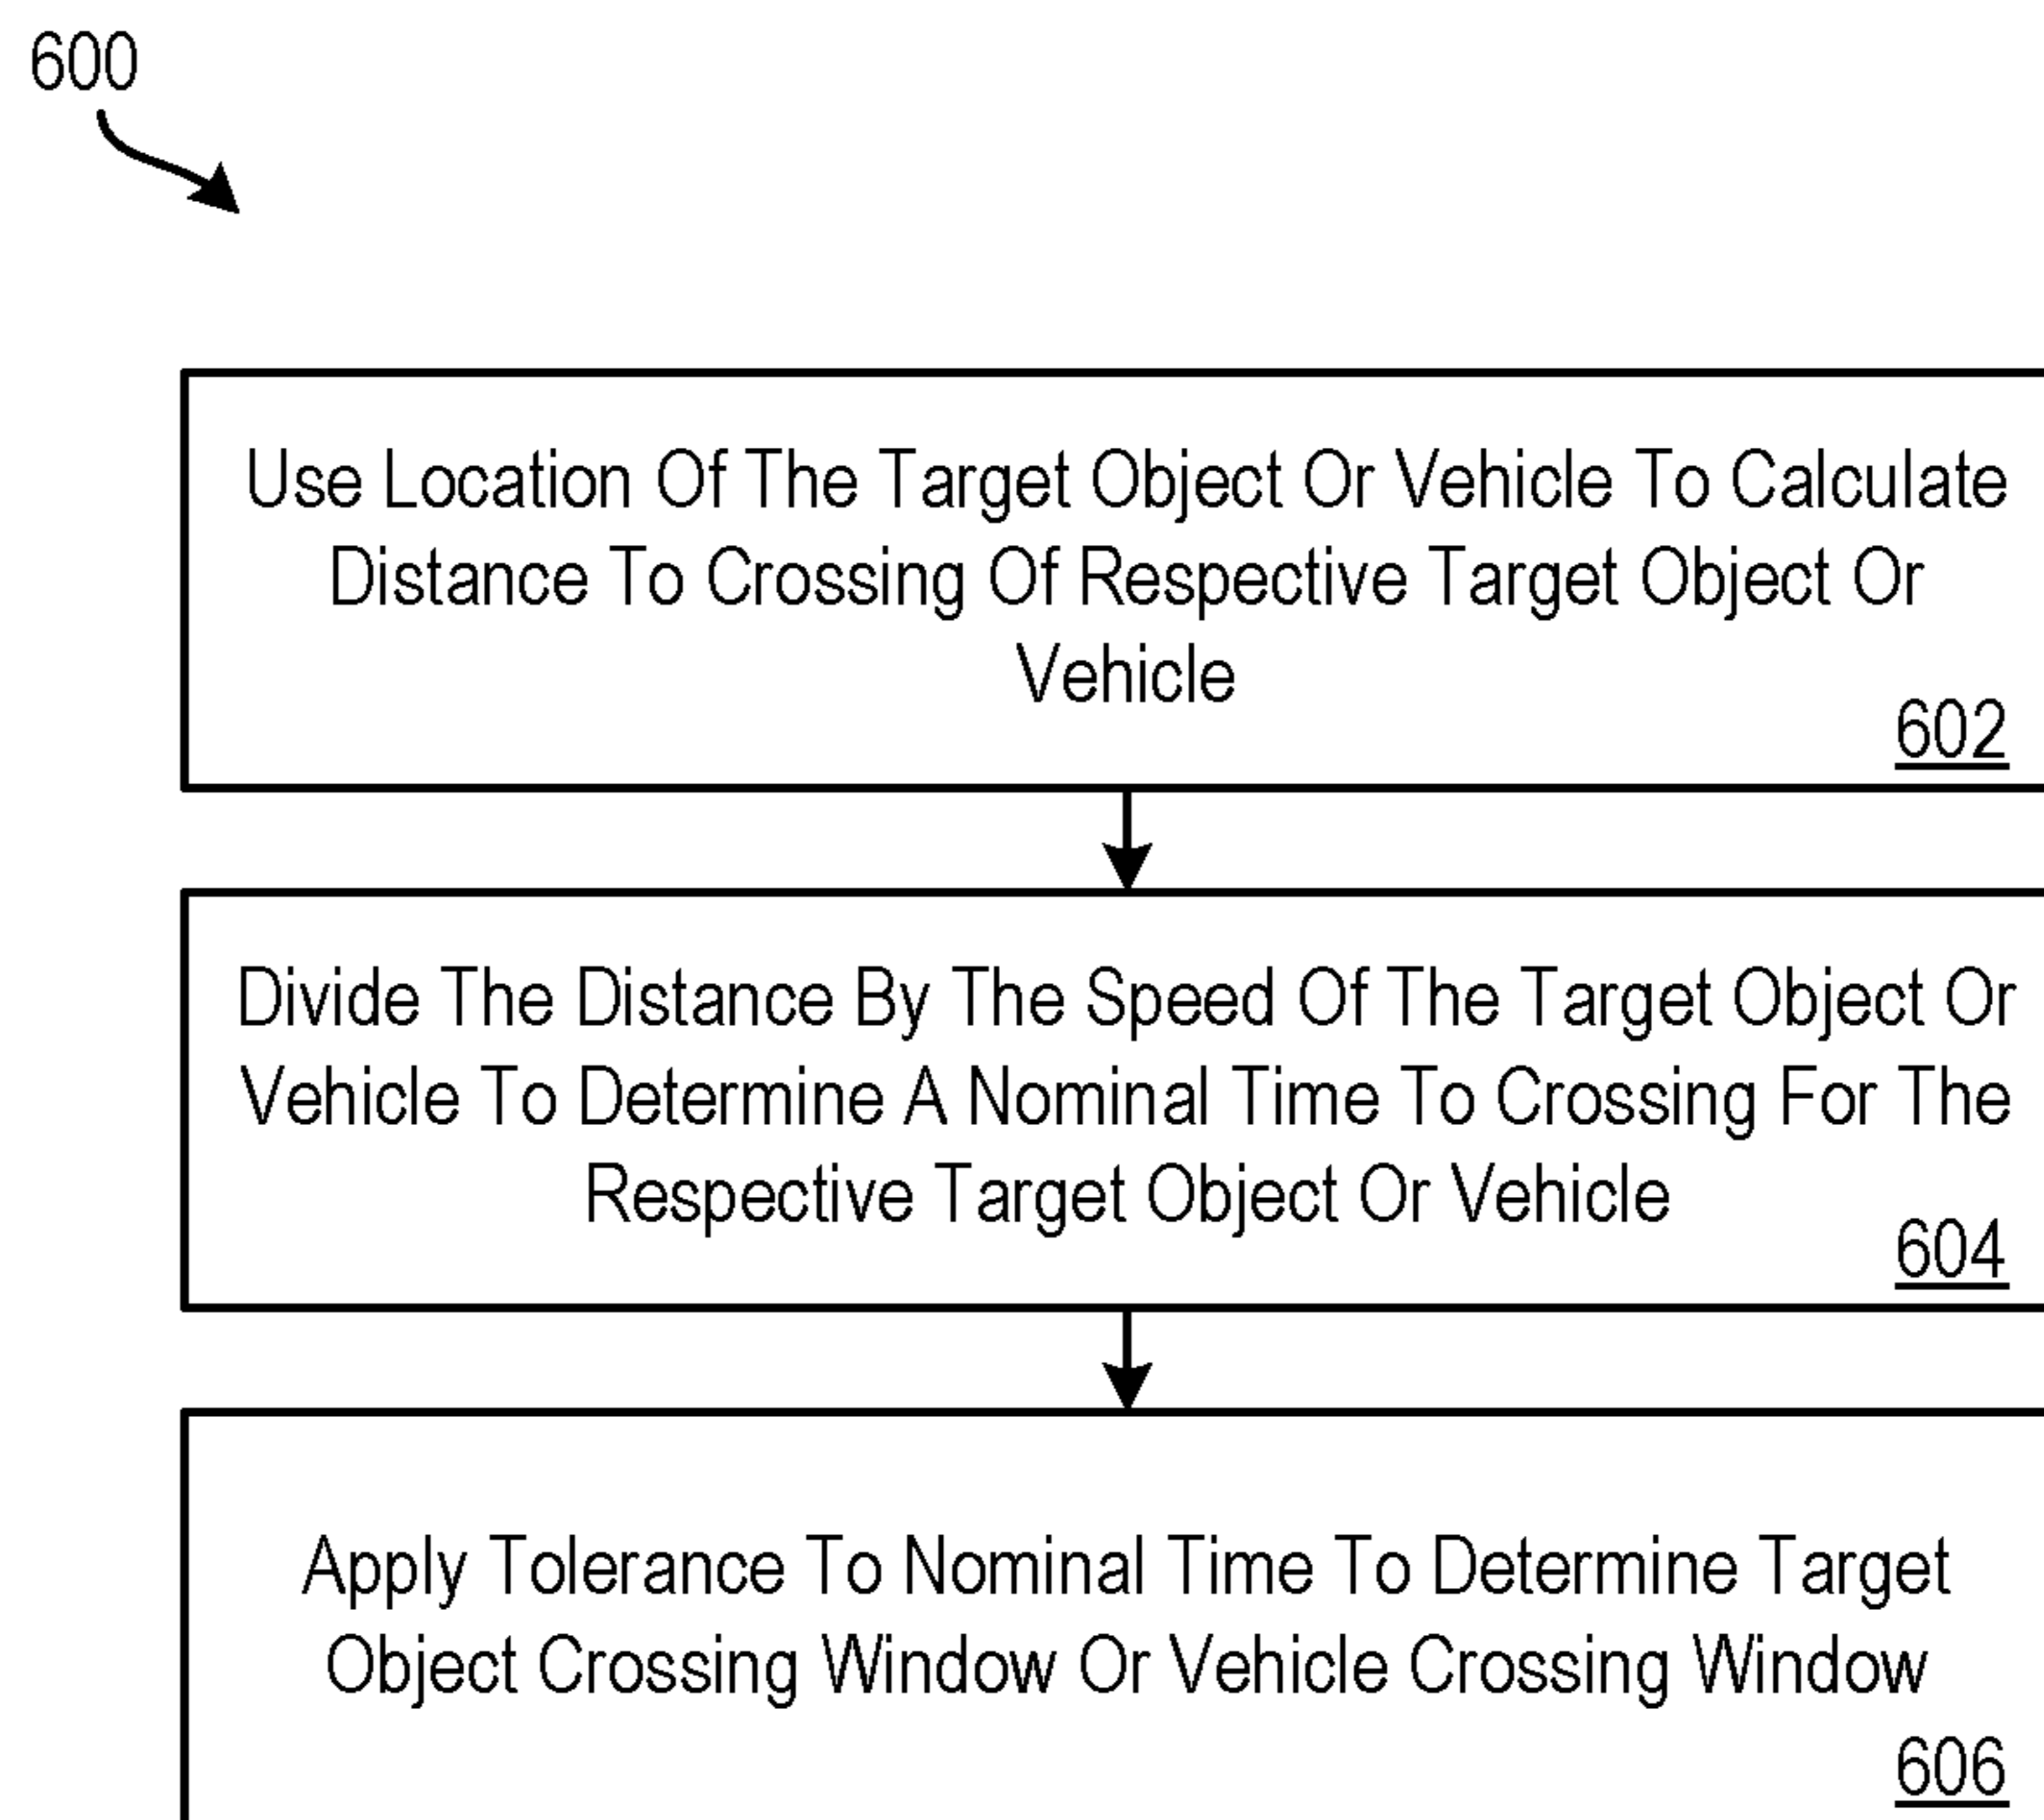 600
Use Location Of The Target Object Or Vehicle To Calculate
Distance To Crossing Of Respective Target Object Or
Vehicle
602
Divide The Distance By The Speed Of The Target Object Or
Vehicle To Determine A Nominal Time To Crossing For The
Respective Target Object Or Vehicle
604
Apply Tolerance To Nominal Time To Determine Target
Object Crossing Window Or Vehicle Crossing Window
606